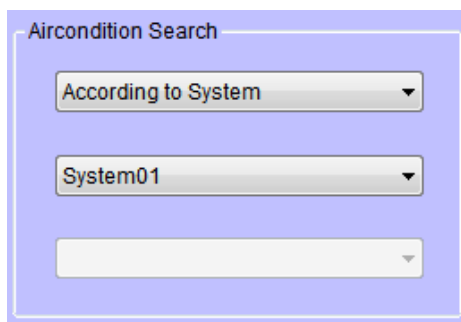 Aircondition Search
According to System
System01